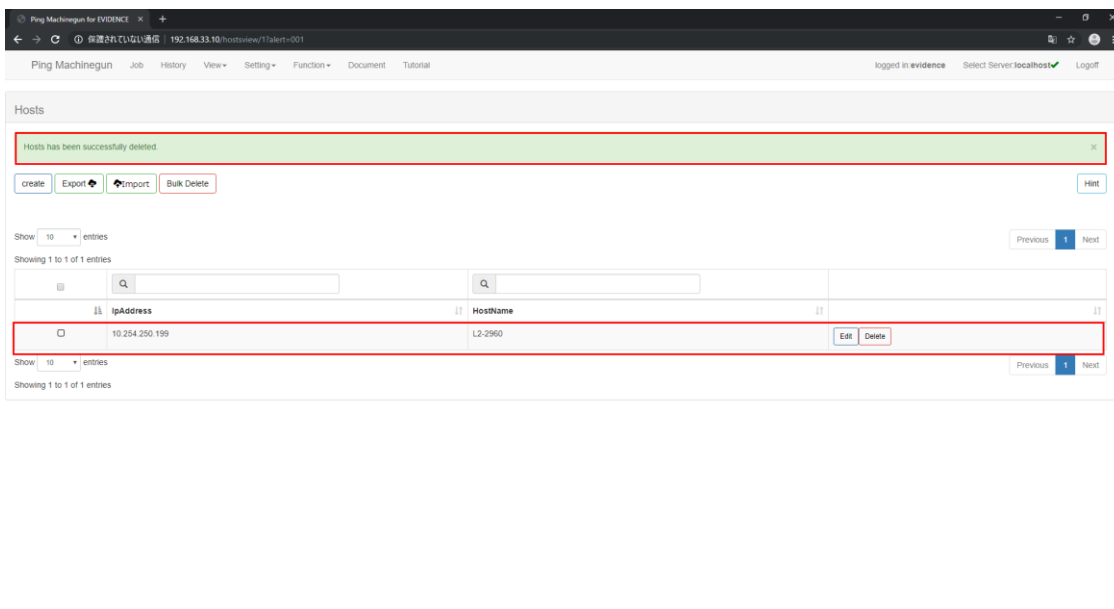 Ping Machinegun for EVIDENCE
保護されていない通信 | 192.168.33.10/hostsview/1?alert=001
Ping Machinegun Job History View Setting Function Document Tutorial logged in:evidence Select Server:localhost Logoff
Hosts
Hosts has been successfully deleted. ×
create Export Import Bulk Delete Hint
Show 10 entries Previous 1 Next
Showing 1 to 1 of 1 entries
IpAddress HostName
10.254.250.199 L2-2960 Edit Delete
Show 10 entries Previous 1 Next
Showing 1 to 1 of 1 entries